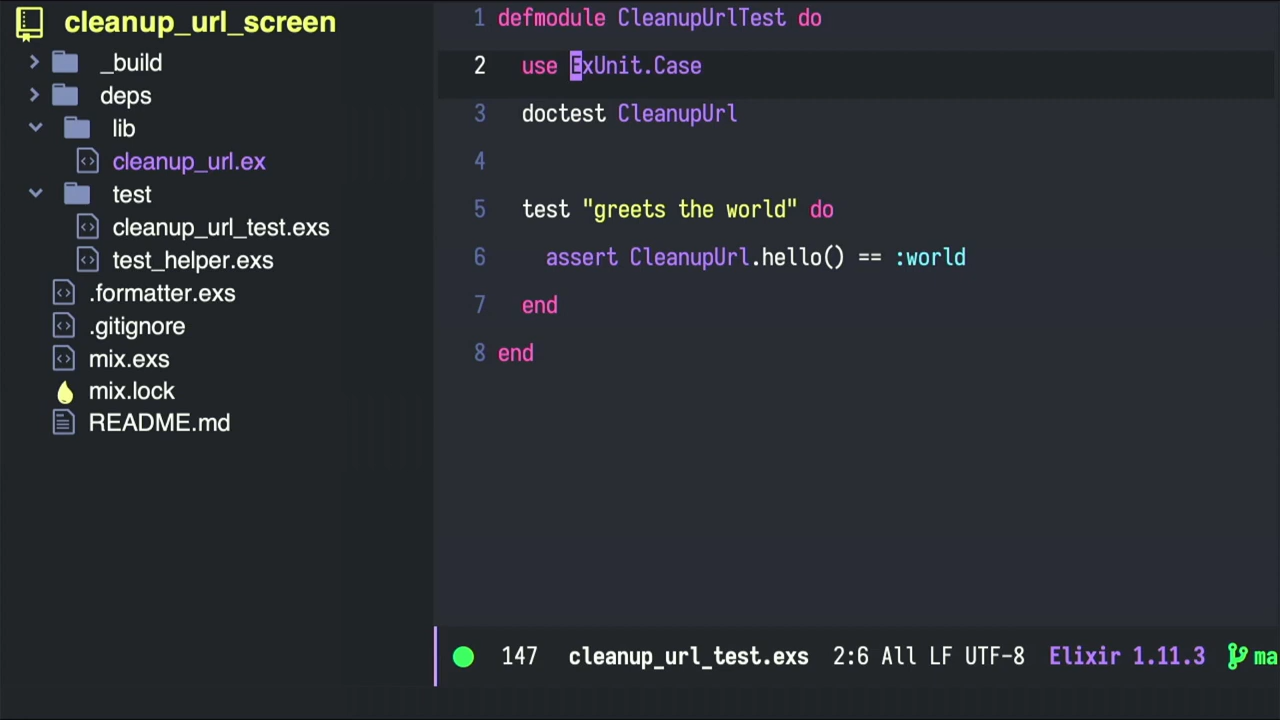 cleanup_url_screen
_build
deps
lib
cleanup_url.ex
test
cleanup_url_test.exs
test_helper.exs
.formatter.exs
.gitignore
mix.exs
mix.lock
README.md
1 defmodule CleanupUrlTest do
2   use ExUnit.Case
3   doctest CleanupUrl
4
5   test "greets the world" do
6     assert CleanupUrl.hello() == :world
7   end
8 end
147 cleanup_url_test.exs 2:6 All LF UTF-8 Elixir 1.11.3 ma